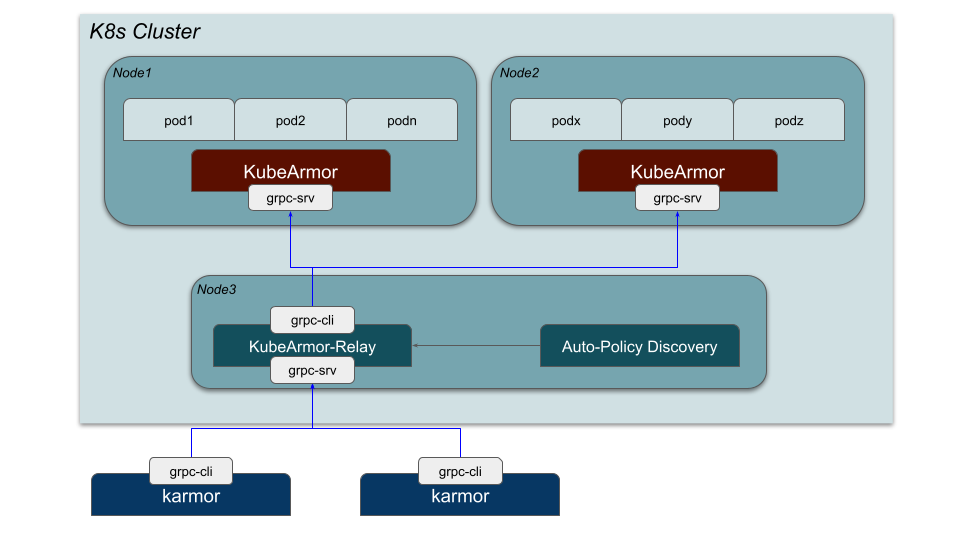 K8s Cluster
Node1
pod1
pod2
podn
KubeArmor
grpc-srv
Node2
podx
pody
podz
KubeArmor
grpc-srv
Node3
grpc-cli
KubeArmor-Relay
grpc-srv
Auto-Policy Discovery
grpc-cli
karmor
grpc-cli
karmor